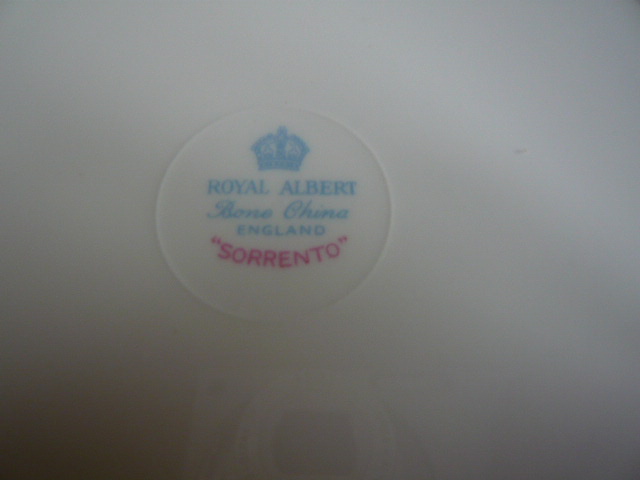 ROYAL ALBERT
Bone China
ENGLAND
"SORRENTO"